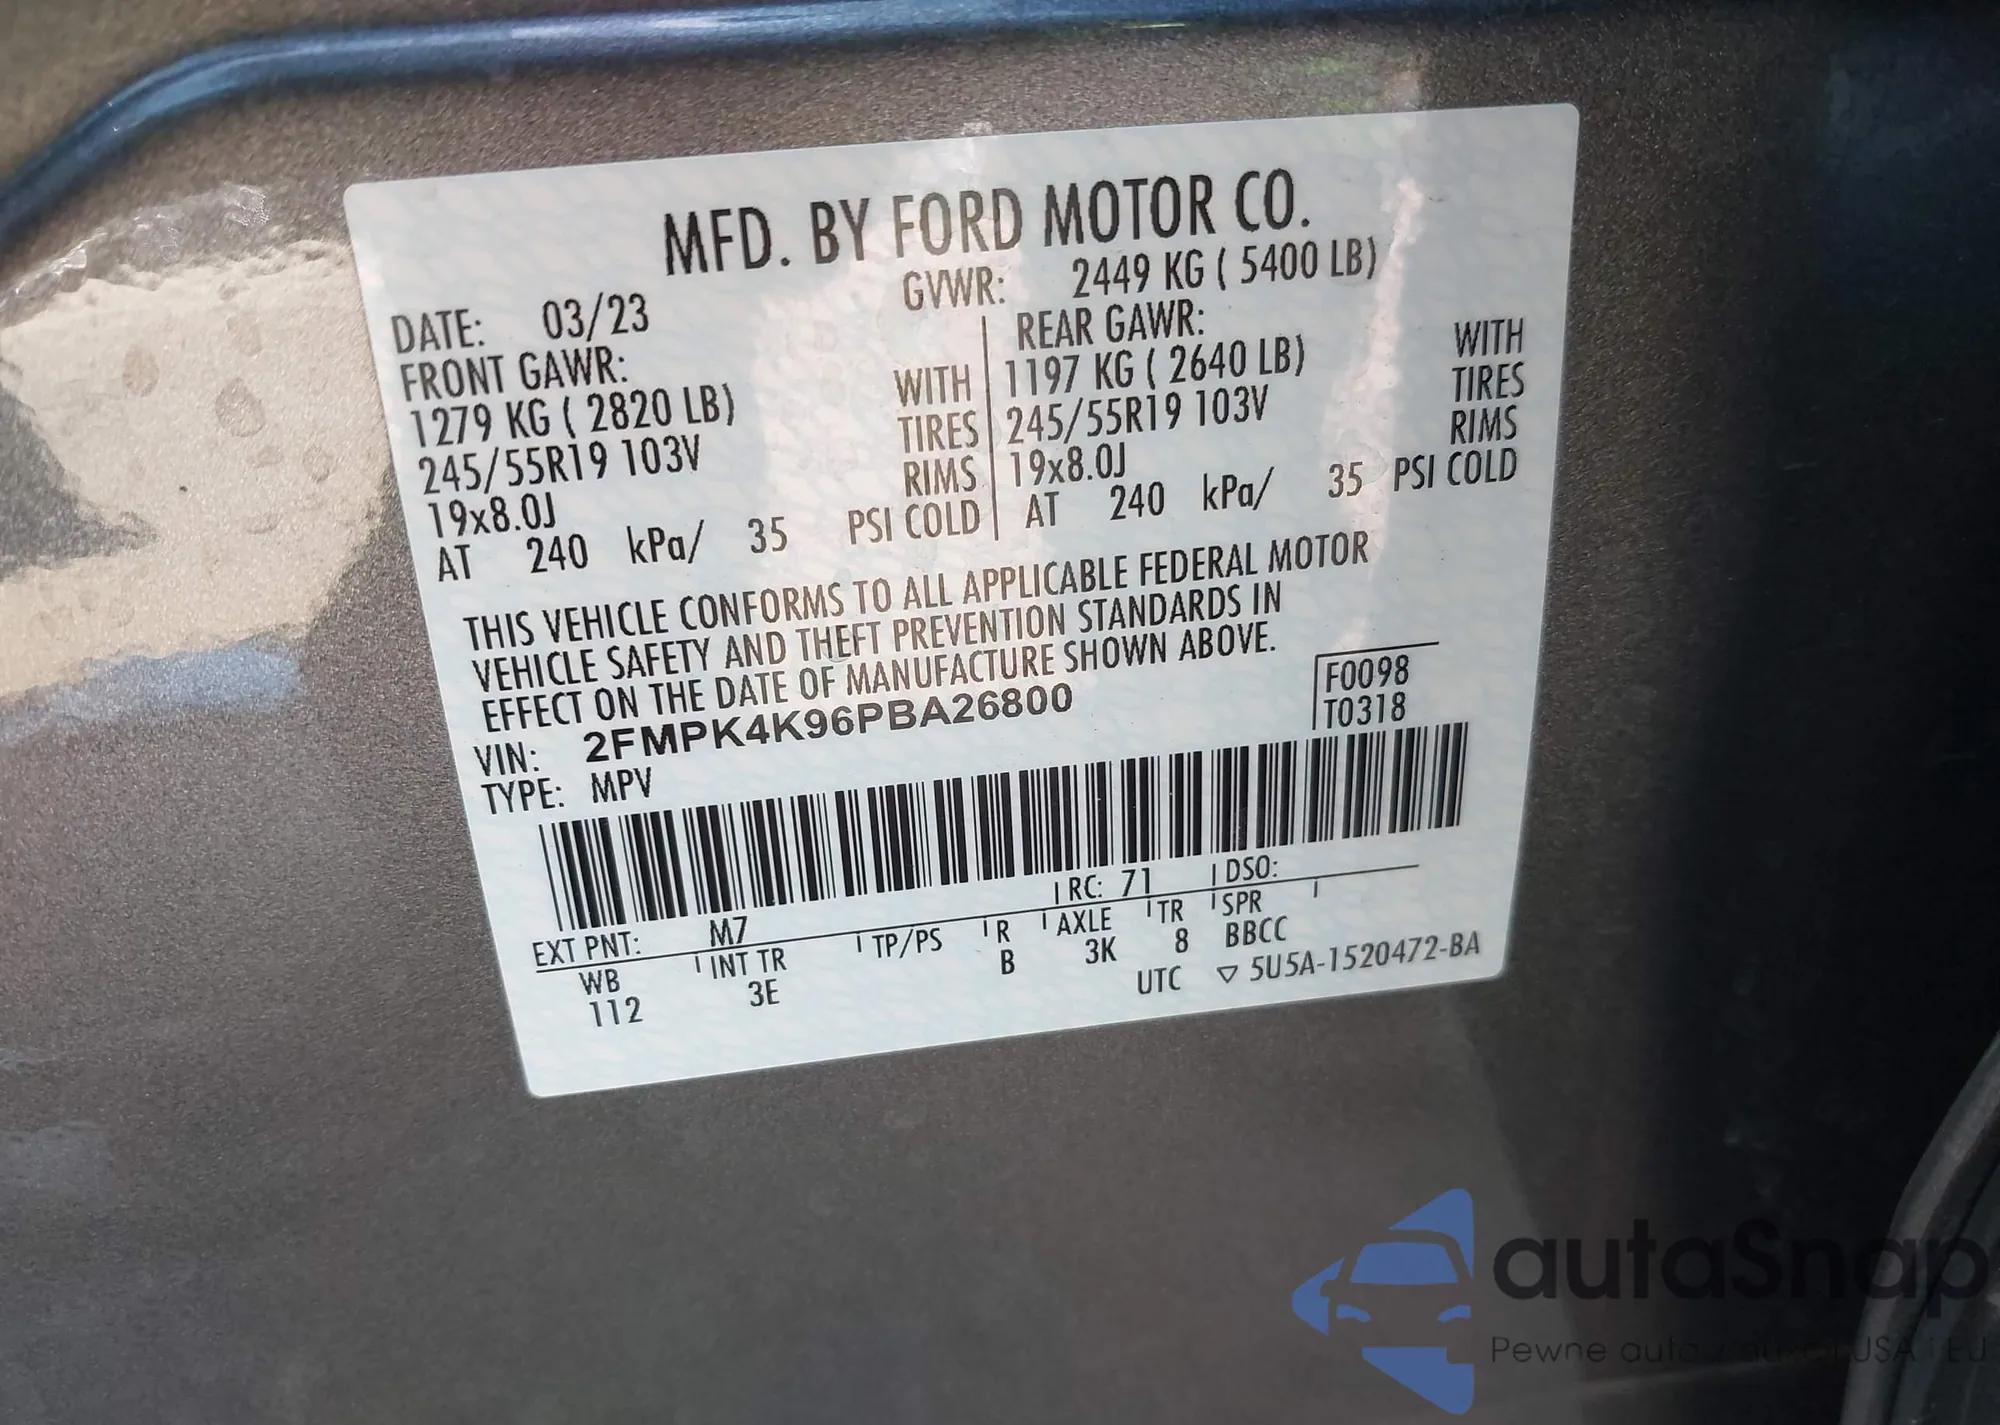 MFD. BY FORD MOTOR CO.
DATE: 03/23 GVWR: 2449 KG ( 5400 LB)
FRONT GAWR: REAR GAWR:
1279 KG ( 2820 LB) WITH 1197 KG ( 2640 LB) WITH
245/55R19 103V TIRES 245/55R19 103V TIRES
19x8.0J RIMS 19x8.0J RIMS
AT 240 kPa/ 35 PSI COLD AT 240 kPa/ 35 PSI COLD
THIS VEHICLE CONFORMS TO ALL APPLICABLE FEDERAL MOTOR
VEHICLE SAFETY AND THEFT PREVENTION STANDARDS IN
EFFECT ON THE DATE OF MANUFACTURE SHOWN ABOVE.
VIN: 2FMPK4K96PBA26800 F0098
TYPE: MPV T0318
EXT PNT: M7 RC: 71 DSO:
WB INT TR TP/PS R AXLE TR SPR
112 3E B 3K 8 BBCC
UTC ▽ 5U5A-1520472-BA
autaSnap
Pewne auta z USA i EU